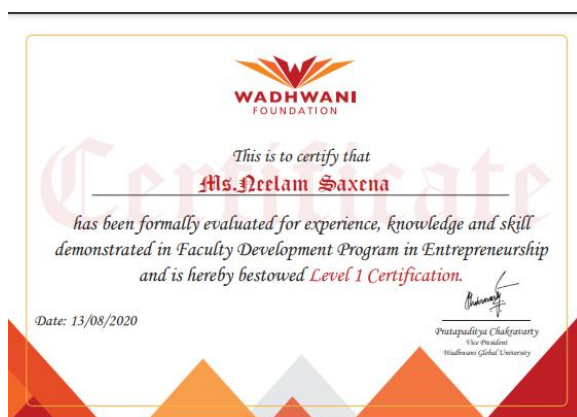 WADHWANI
FOUNDATION
Certificate
This is to certify that
Ms.Neelam Saxena
has been formally evaluated for experience, knowledge and skill
demonstrated in Faculty Development Program in Entrepreneurship
and is hereby bestowed Level 1 Certification.
Date: 13/08/2020
Pratapaditya Chakravarty
Vice President
Wadhwani Global University